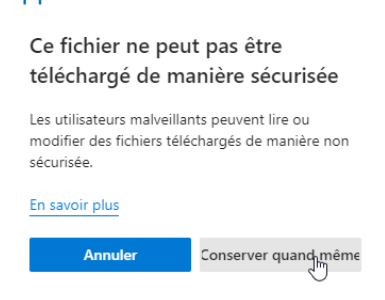 Ce fichier ne peut pas être
téléchargé de manière sécurisée
Les utilisateurs malveillants peuvent lire ou
modifier des fichiers téléchargés de manière non
sécurisée.
En savoir plus
Annuler
Conserver quand même